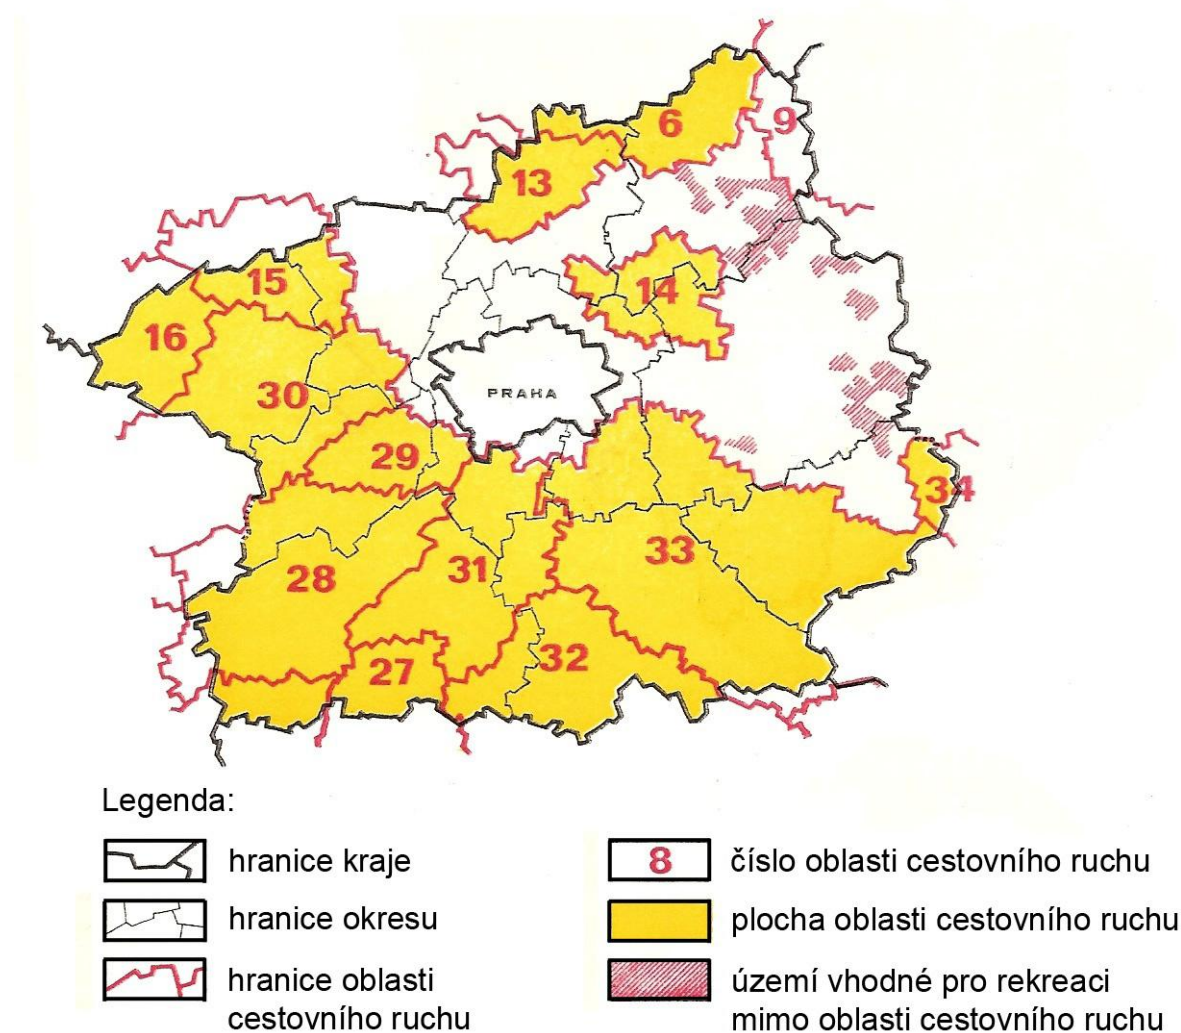 6
9
13
14
15
16
30
PRAHA
29
34
33
28
31
32
27
Legenda:
hranice kraje
hranice okresu
hranice oblasti
cestovního ruchu
8
číslo oblasti cestovního ruchu
plocha oblasti cestovního ruchu
území vhodné pro rekreaci
mimo oblasti cestovního ruchu